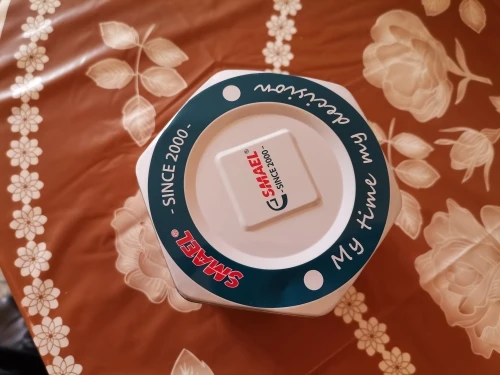 My time my decision
SMAEL®
- SINCE 2000 -
SMAEL®
- SINCE 2000 -